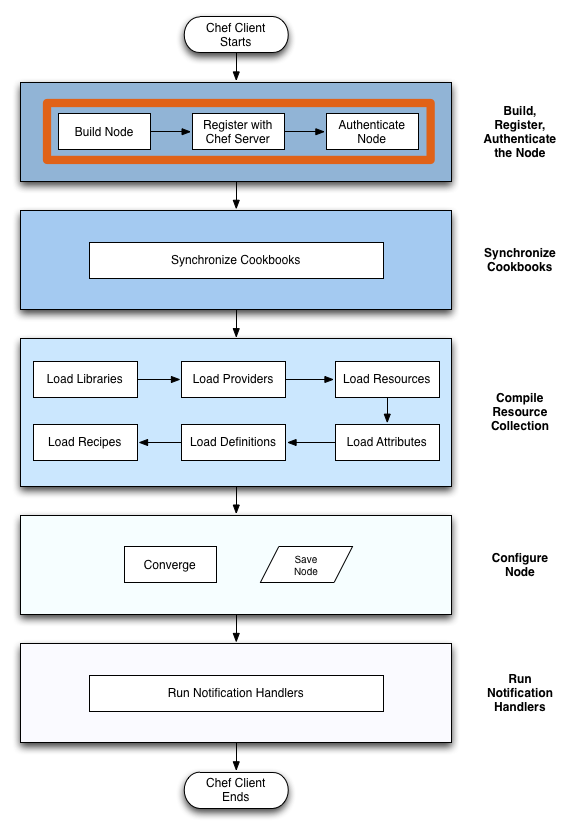 Chef Client
Starts
Build Node
Register with
Chef Server
Authenticate
Node
Build,
Register,
Authenticate
the Node
Synchronize Cookbooks
Synchronize
Cookbooks
Load Libraries
Load Providers
Load Resources
Load Recipes
Load Definitions
Load Attributes
Compile
Resource
Collection
Converge
Save
Node
Configure
Node
Run Notification Handlers
Run
Notification
Handlers
Chef Client
Ends